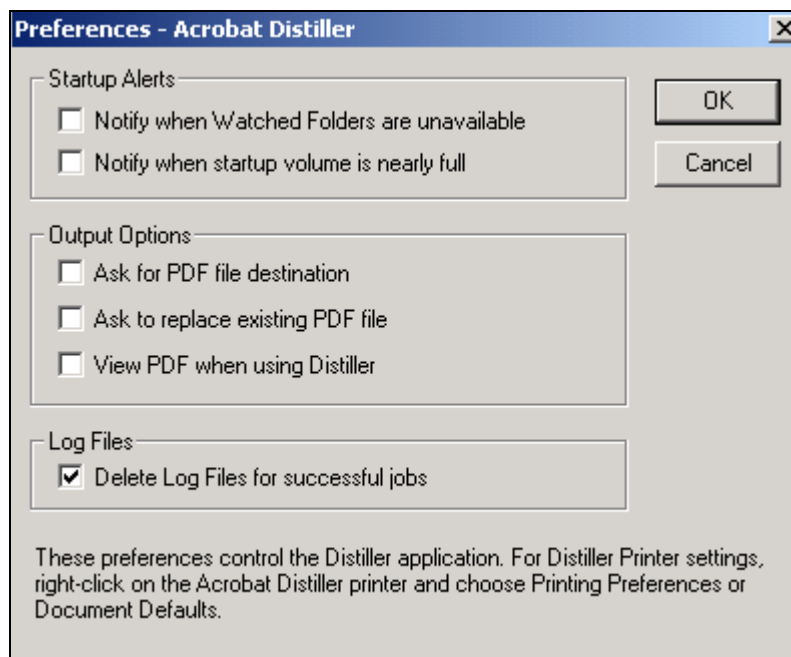 Preferences - Acrobat Distiller
Startup Alerts
Notify when Watched Folders are unavailable
Notify when startup volume is nearly full
OK
Cancel
Output Options
Ask for PDF file destination
Ask to replace existing PDF file
View PDF when using Distiller
Log Files
Delete Log Files for successful jobs
These preferences control the Distiller application. For Distiller Printer settings,
right-click on the Acrobat Distiller printer and choose Printing Preferences or
Document Defaults.